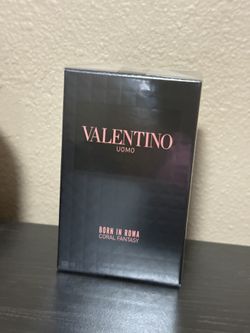 VALENTINO
UOMO
BORN IN ROMA
CORAL FANTASY